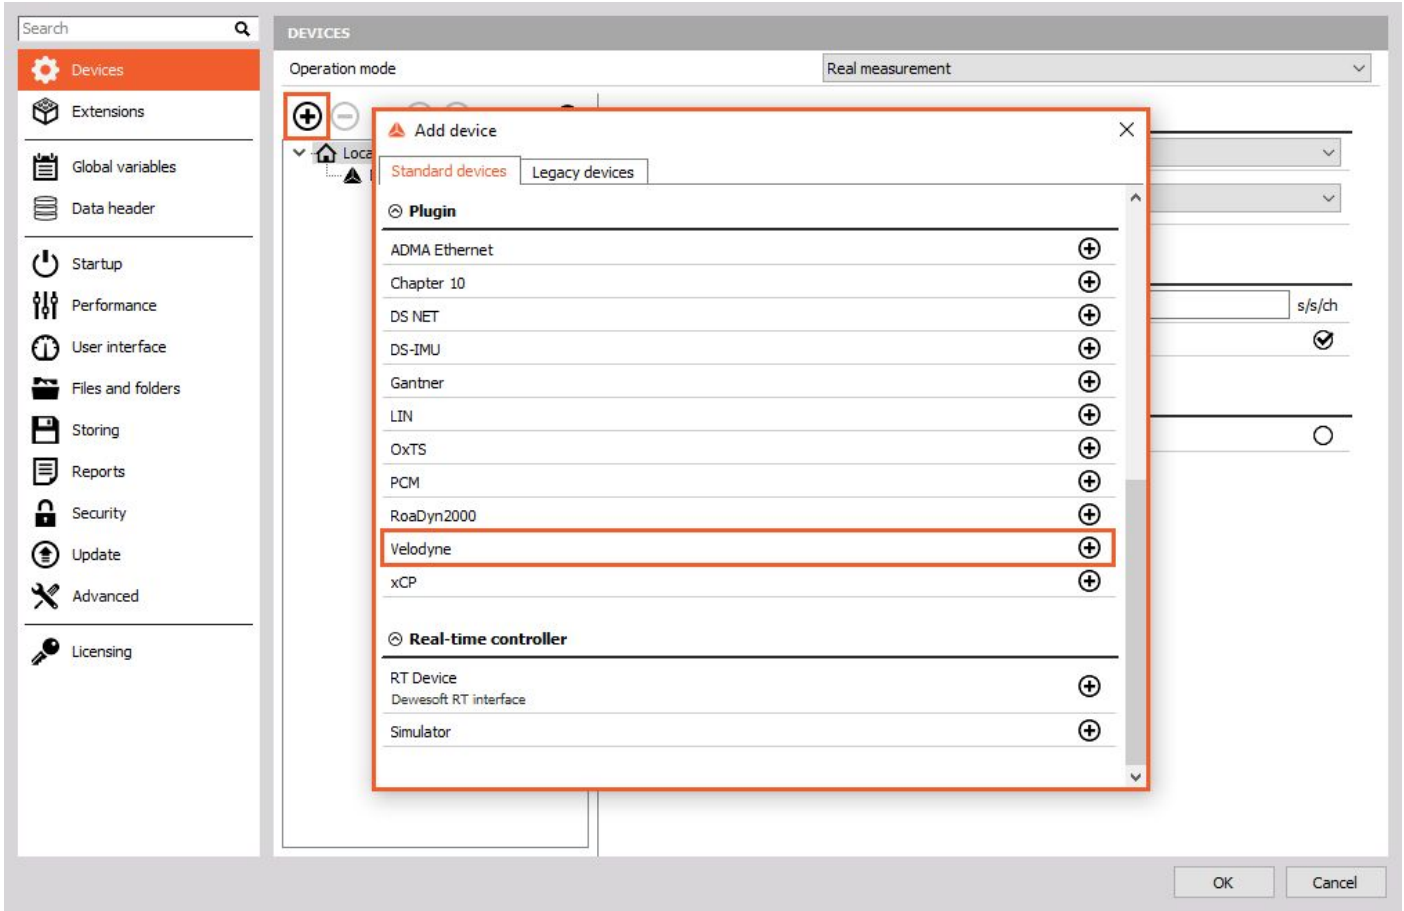 Search
DEVICES
Devices
Operation mode
Real measurement
Extensions
Global variables
Data header
Startup
Performance
User interface
Files and folders
Storing
Reports
Security
Update
Advanced
Licensing
Loca
Add device
Standard devices
Legacy devices
Plugin
ADMA Ethernet
Chapter 10
DS NET
DS-IMU
Gantner
LIN
OxTS
PCM
RoaDyn2000
Velodyne
xCP
Real-time controller
RT Device
Dewesoft RT interface
Simulator
s/s/ch
OK
Cancel